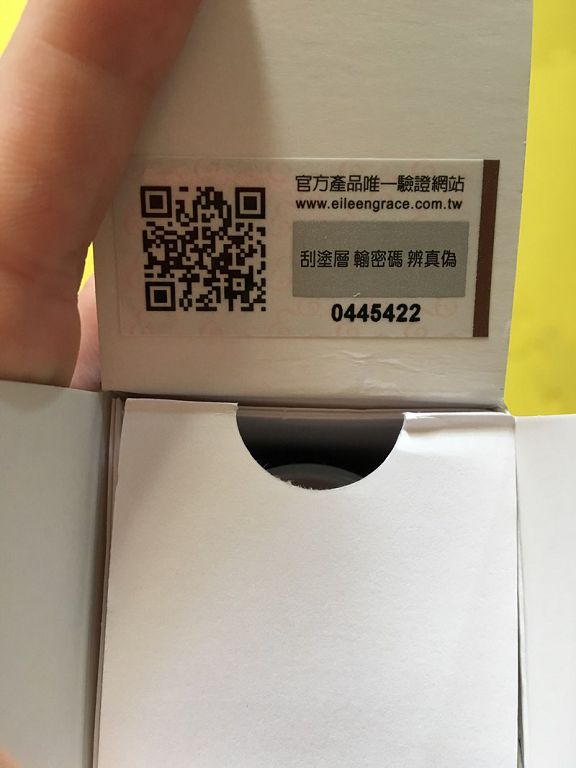 官方產品唯一驗證網站
www.eileengrace.com.tw
刮塗層 輸密碼 辨真偽
0445422